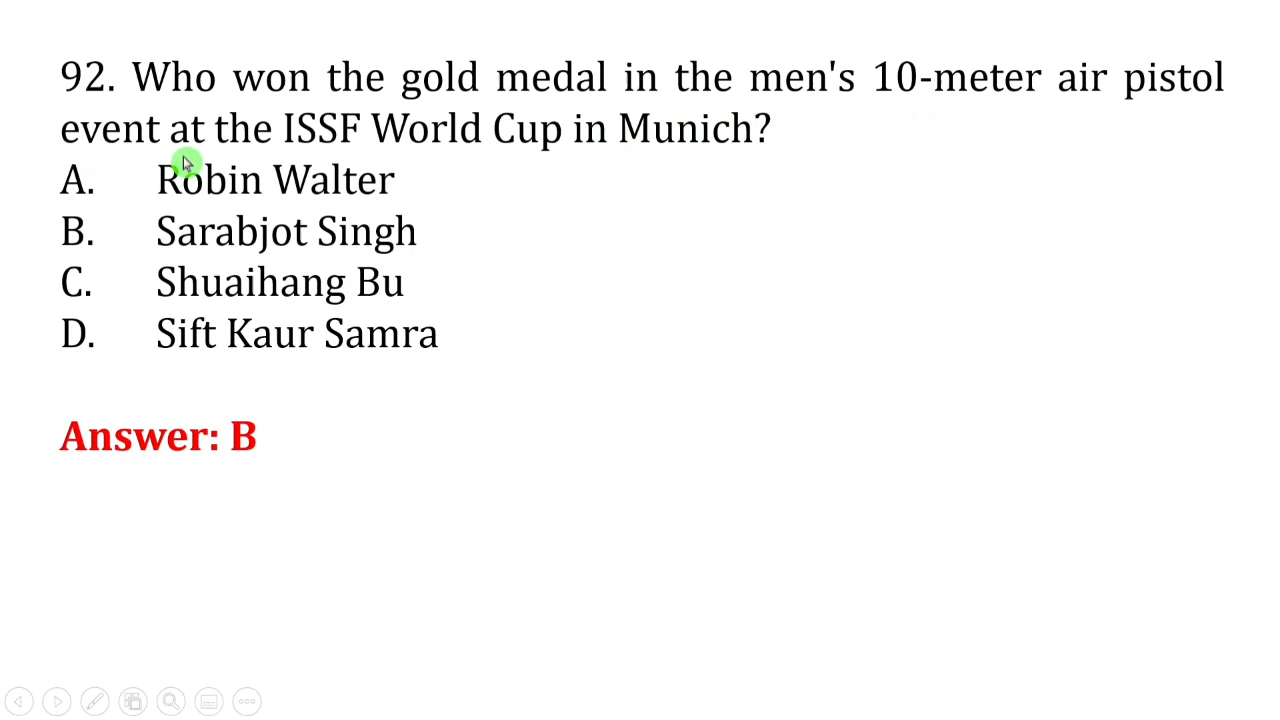 92. Who won the gold medal in the men's 10-meter air pistol
event at the ISSF World Cup in Munich?
A. Robin Walter
B. Sarabjot Singh
C. Shuaihang Bu
D. Sift Kaur Samra
Answer: B